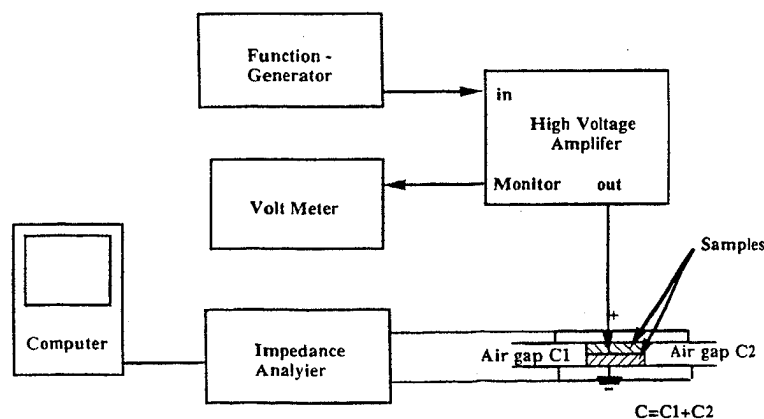 Function -
Generator
in
High Voltage
Amplifer
Monitor out
Volt Meter
Samples
+
Computer
Impedance
Analyier
Air gap C1
Air gap C2
-
C=C1+C2